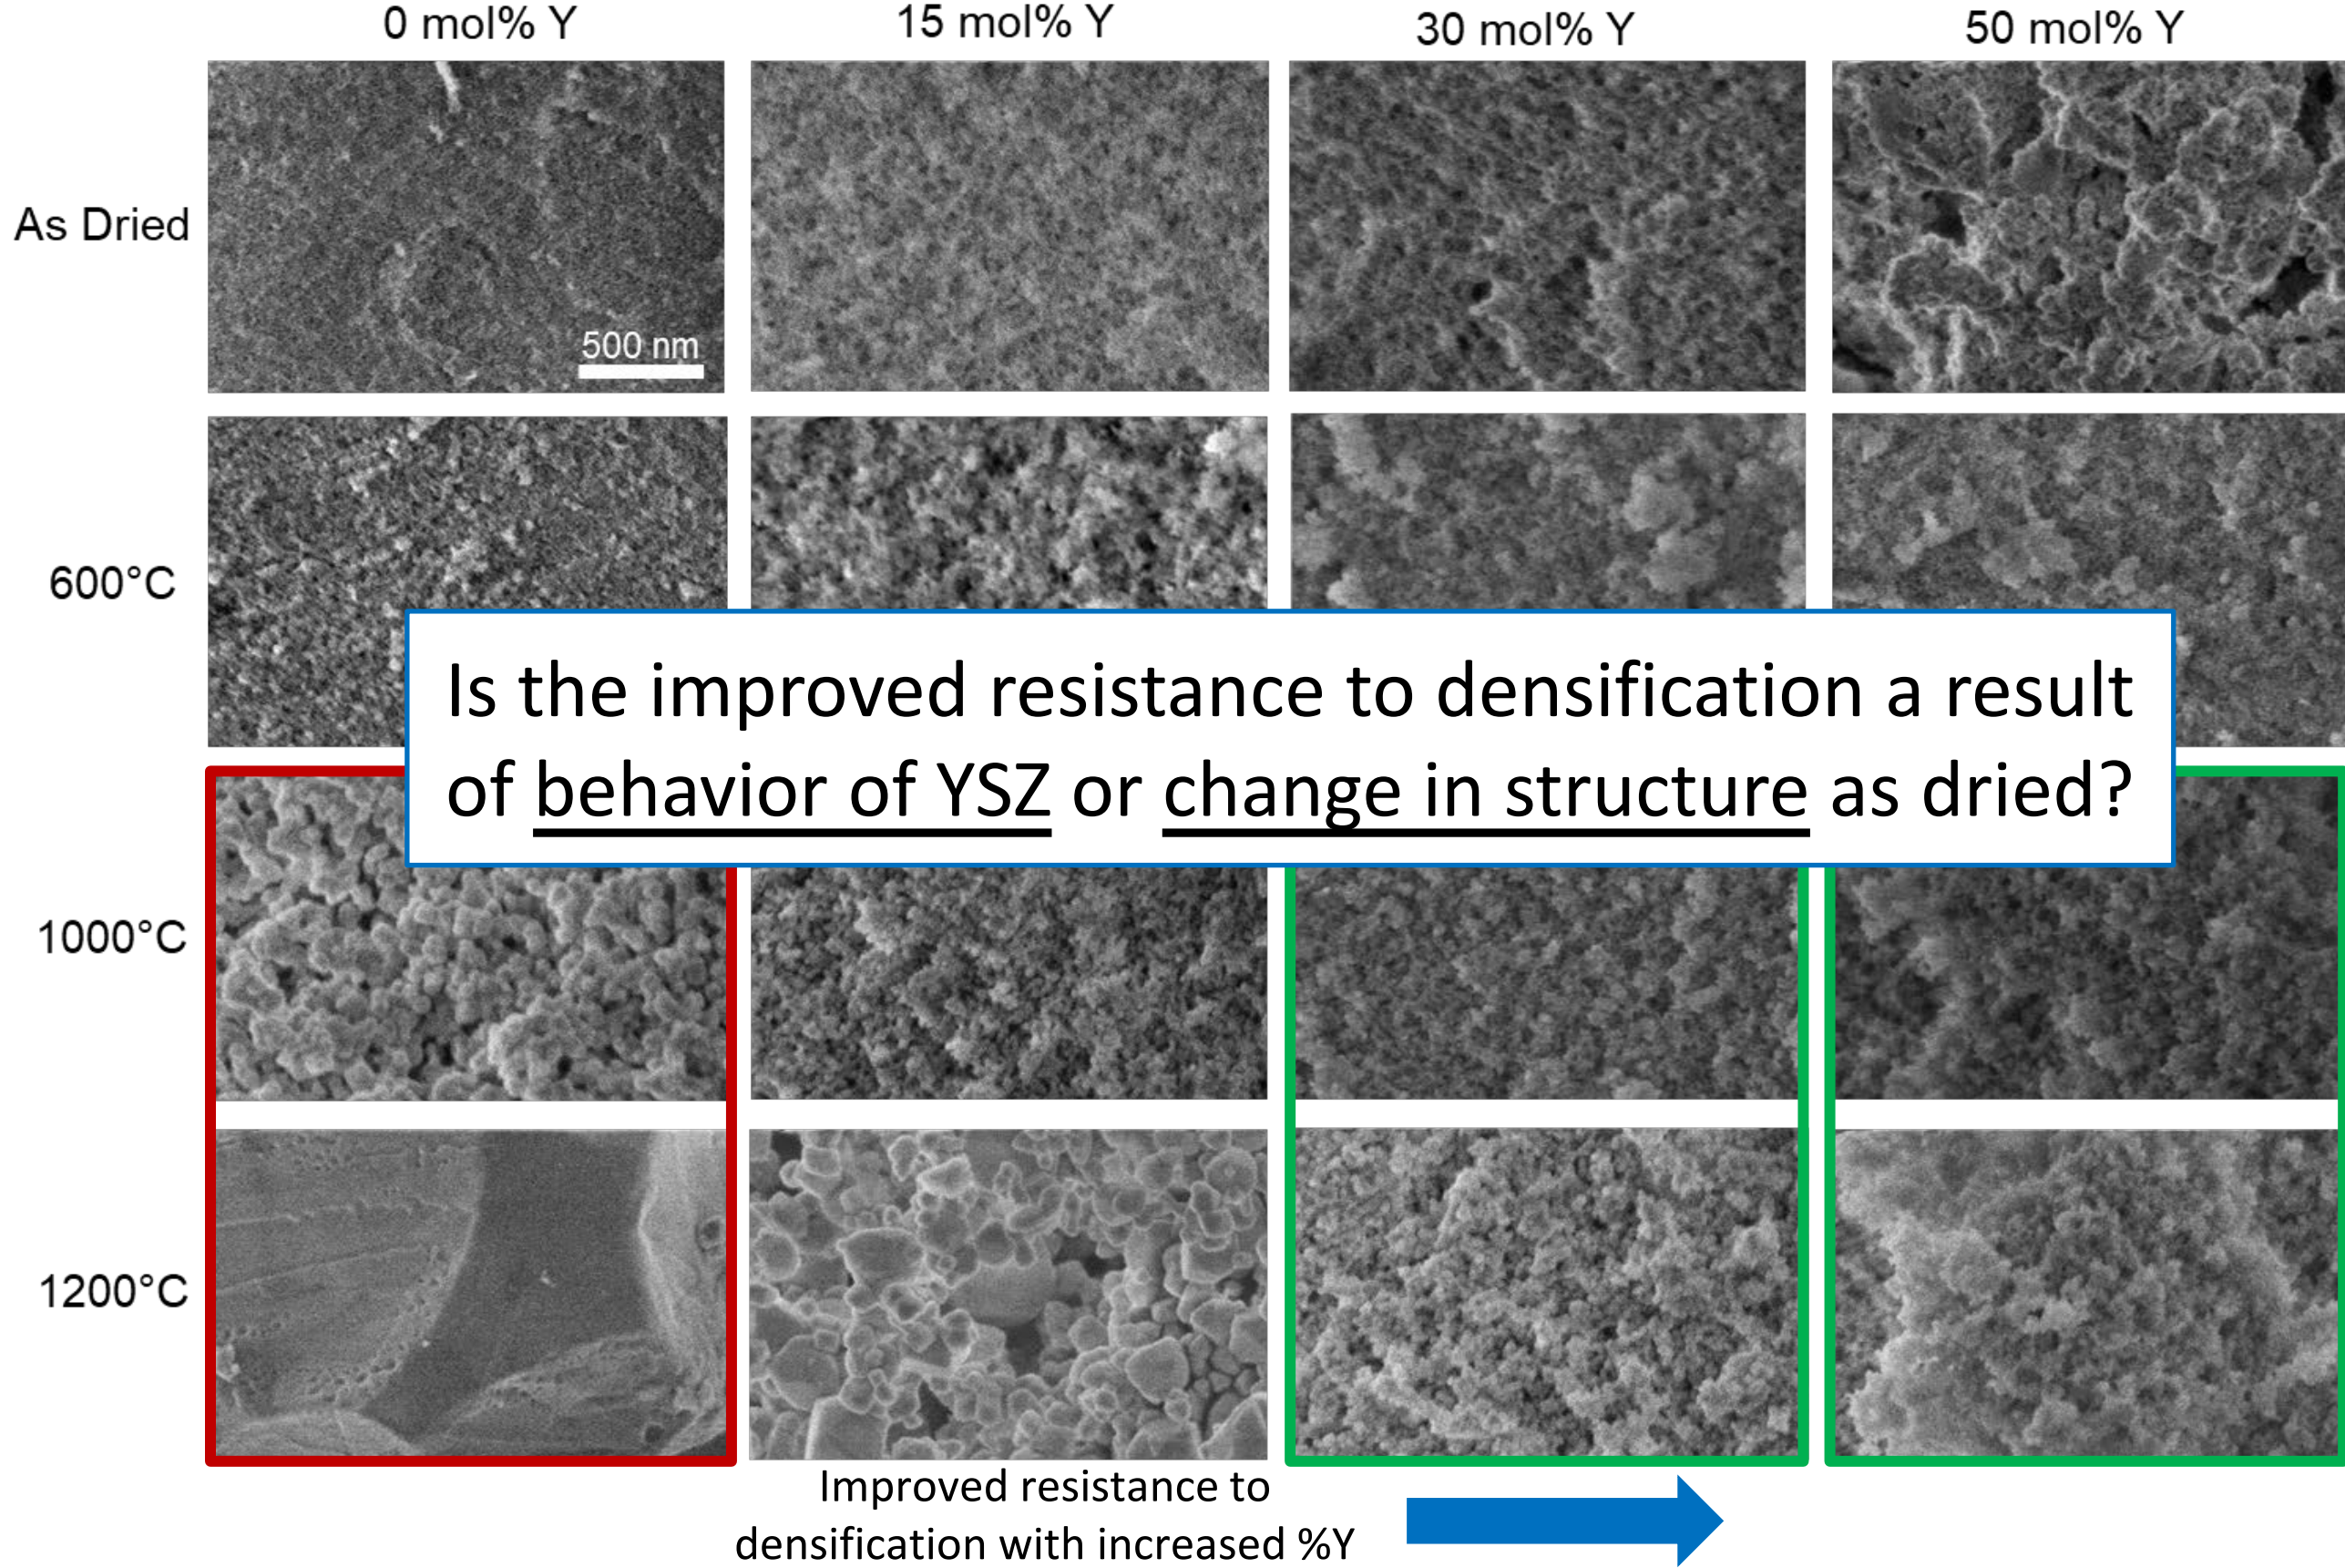 0 mol% Y
15 mol% Y
30 mol% Y
50 mol% Y
As Dried
500 nm
600°C
Is the improved resistance to densification a result
of behavior of YSZ or change in structure as dried?
1000°C
1200°C
Improved resistance to
densification with increased %Y